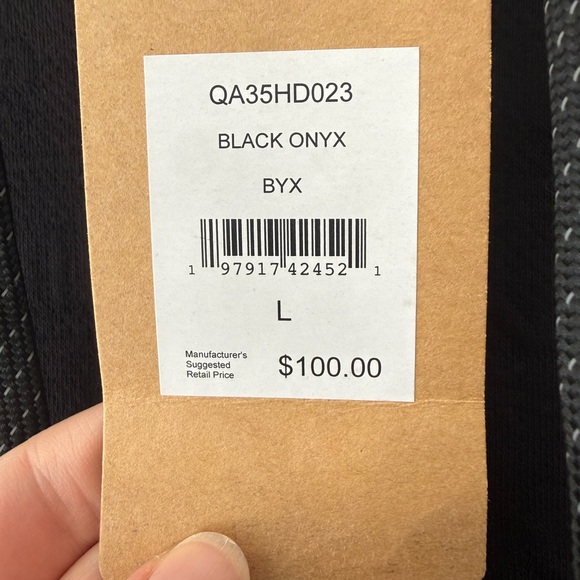 QA35HD023
BLACK ONYX
BYX
1 97917 42452 1
L
Manufacturer's
Suggested
Retail Price
$100.00